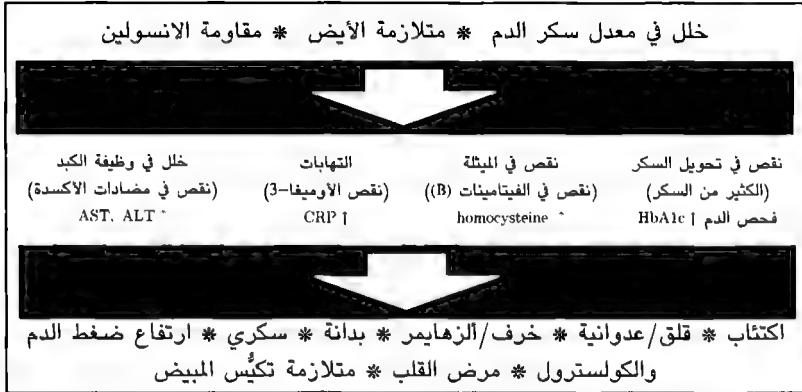 خلل في معدل سكر الدم * متلازمة الأيض * مقاومة الانسولين
نقص في تحويل السكر
(الكثير من السكر)
فحص الدم ↑ HbA1c
نقص في الميثلة
(نقص في الفيتامينات (B))
homocysteine ˆ
التهابات
(نقص الأوميغا-3)
CRP ↑
خلل في وظيفة الكبد
(نقص في مضادات الأكسدة)
AST، ALT ˆ
اكتئاب * قلق/عدوانية * خرف/ألزهايمر * بدانة * سكري * ارتفاع ضغط الدم
والكولسترول * مرض القلب * متلازمة تكيُّس المبيض